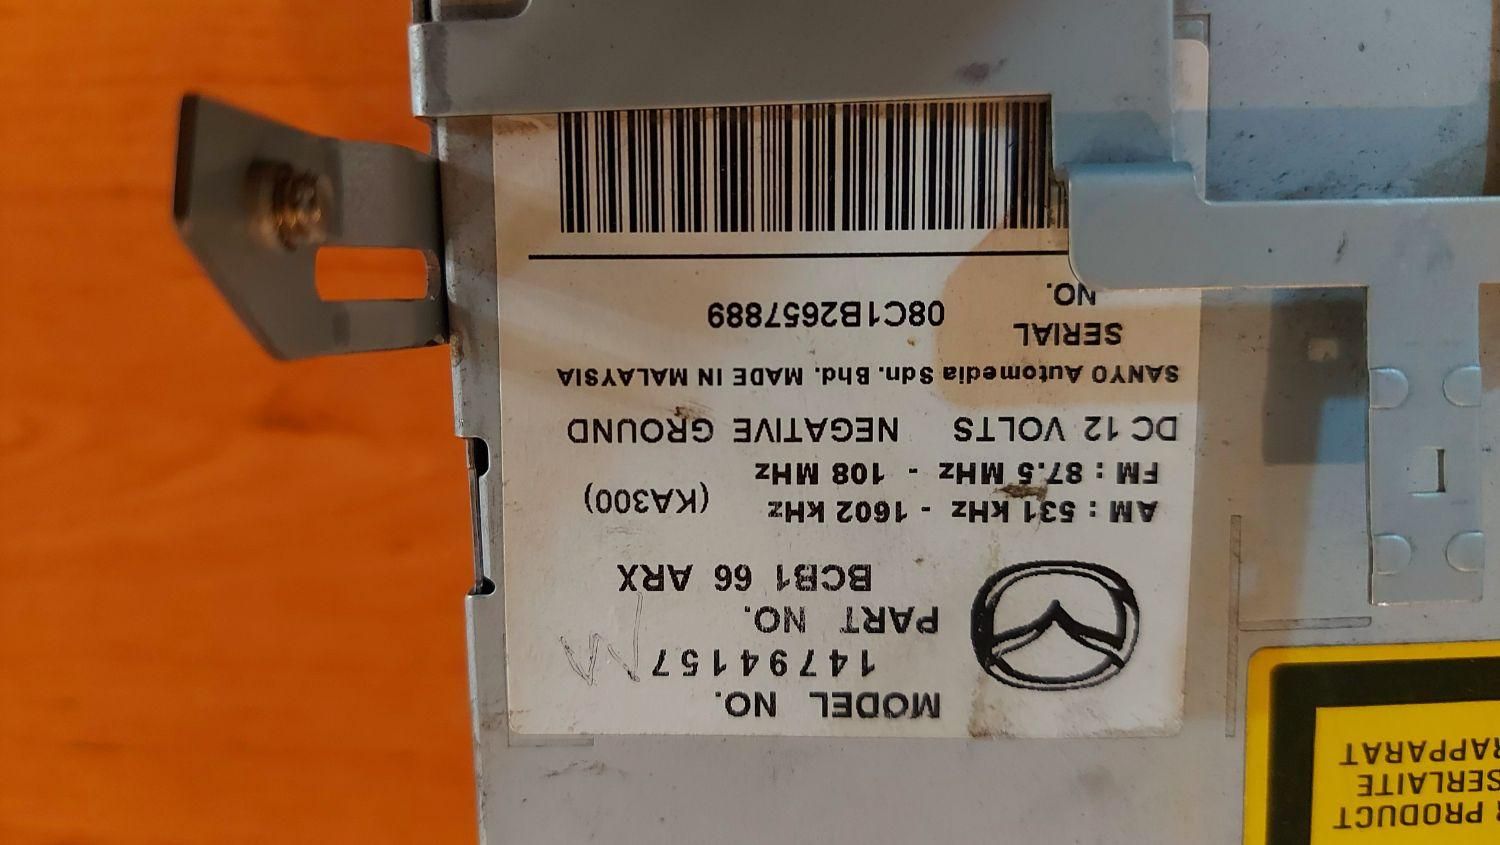 MODEL NO.
14794157
PART NO.
BCB1 66 ARX
AM : 531 kHz - 1602 kHz (KA300)
FM : 87.5 MHz - 108 MHz
DC 12 VOLTS NEGATIVE GROUND
SANYO Automedia Sdn. Bhd. MADE IN MALAYSIA
SERIAL NO. 08C1B2657889
PRODUCT
SERLAITE
RAPPARAT